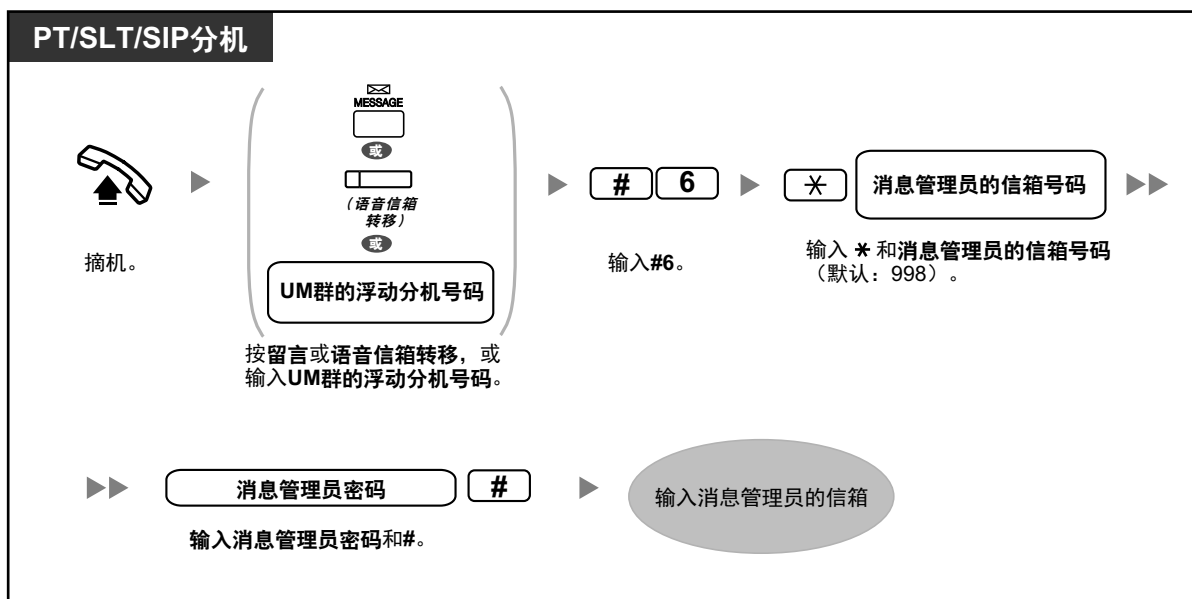 PT/SLT/SIP分机
MESSAGE
或
（语音信箱
转移）
或
UM群的浮动分机号码
# 6
消息管理员的信箱号码
摘机。
按留言或语音信箱转移，或
输入UM群的浮动分机号码。
输入#6。
输入 * 和消息管理员的信箱号码
（默认：998）。
消息管理员密码 #
输入消息管理员密码和#。
输入消息管理员的信箱